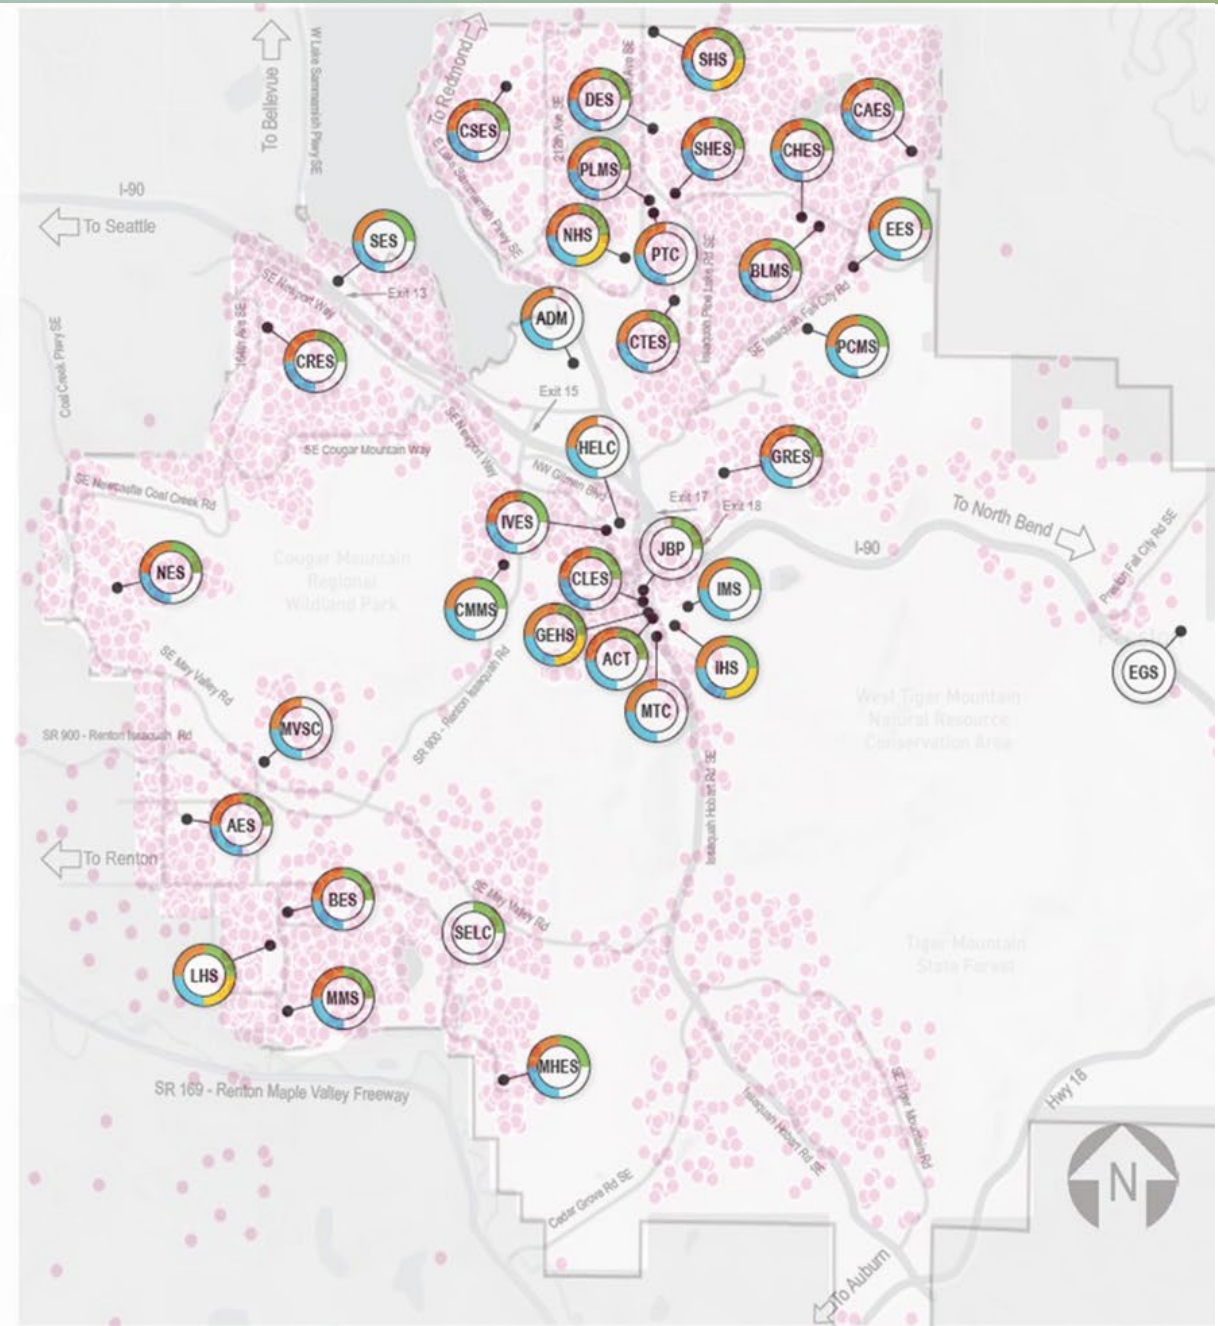 To Bellevue
W Lake Sammamish Pkwy SE
To Redmond
SHS
DES
CSES
CAES
212th Ave SE
Ave SE
E Lake Sammamish Pkwy SE
PLMS
SHES
CHES
I-90
To Seattle
SES
NHS
PTC
EES
BLMS
Issaquah Pine Lake Rd SE
SE Newport Way
Exit 13
ADM
CTES
SE Issaquah Fall City Rd
PCMS
164th Ave SE
CRES
Coal Creek Pkwy SE
Exit 15
SE Newport Way
HELC
GRES
SE Cougar Mountain Way
NW Gilman Blvd
SE Newcastle Coal Creek Rd
Exit 17
Exit 18
To North Bend
IVES
JBP
I-90
Preston Fall City Rd SE
Cougar Mountain
Regional
Wildland Park
NES
CLES
IMS
CMMS
GEHS
ACT
IHS
EGS
SE May Valley Rd
MTC
West Tiger Mountain
Natural Resource
Conservation Area
MVSC
SR 900 - Renton Issaquah Rd
SR 900 - Renton Issaquah Rd
Issaquah Hobart Rd SE
AES
To Renton
BES
SE May Valley Rd
SELC
Tiger Mountain
State Forest
LHS
MMS
MHES
SR 169 - Renton Maple Valley Freeway
SE Tiger Mountain Rd
Hwy 18
Issaquah Hobart Rd SE
N
Cedar Grove Rd SE
To Auburn